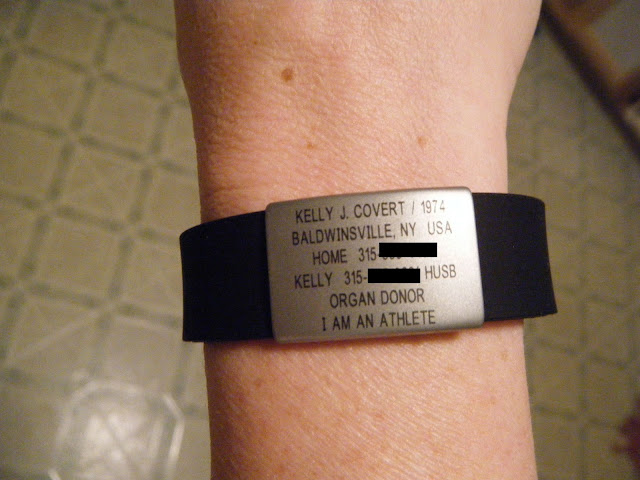 KELLY J. COVERT / 1974
BALDWINSVILLE, NY USA
HOME 315
KELLY 315- HUSB
ORGAN DONOR
I AM AN ATHLETE